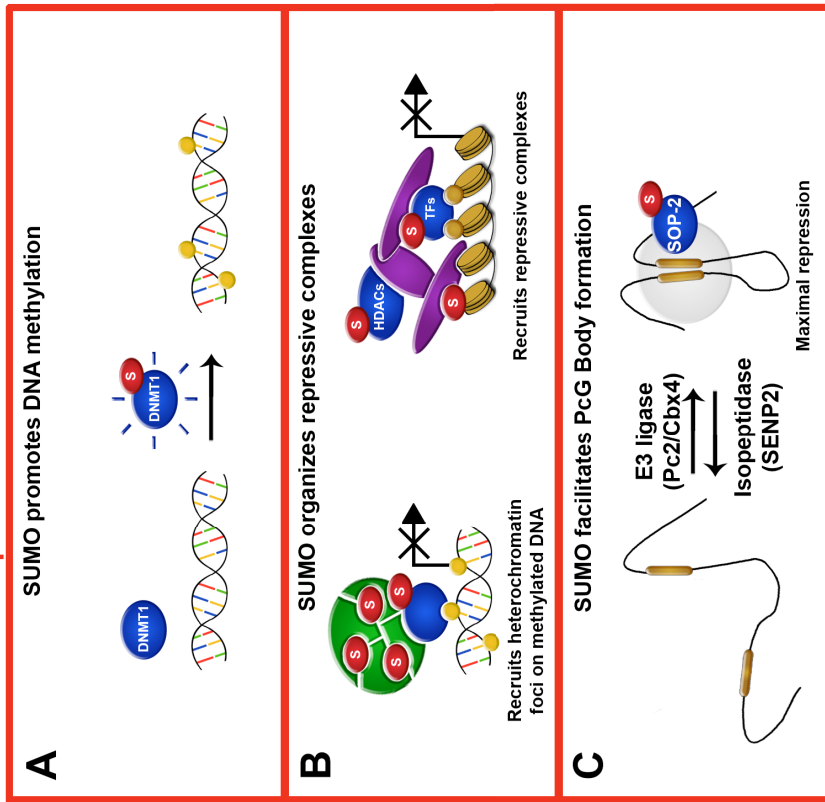 A
SUMO promotes DNA methylation
DNMT1
S
DNMT1
B
SUMO organizes repressive complexes
S
S
S
S
Recruits heterochromatin
foci on methylated DNA
S
HDACs
S
TFs
S
Recruits repressive complexes
C
SUMO facilitates PcG Body formation
E3 ligase
(Pc2/Cbx4)
Isopeptidase
(SENP2)
S
SOP-2
Maximal repression